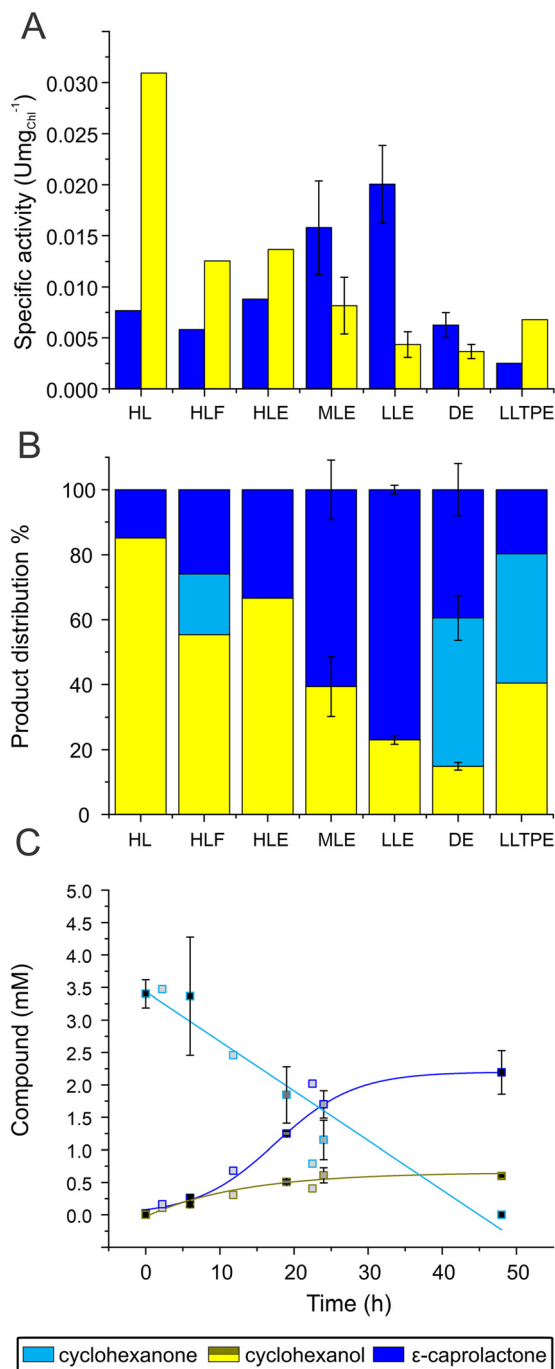 A
Specific activity (Umgchl-1)
0.030
0.025
0.020
0.015
0.010
0.005
0.000
HL HLF HLE MLE LLE DE LLTPE
B
Product distribution %
100
80
60
40
20
0
HL HLF HLE MLE LLE DE LLTPE
C
Compound (mM)
5.0
4.5
4.0
3.5
3.0
2.5
2.0
1.5
1.0
0.5
0.0
0 10 20 30 40 50
Time (h)
cyclohexanone cyclohexanol ε-caprolactone